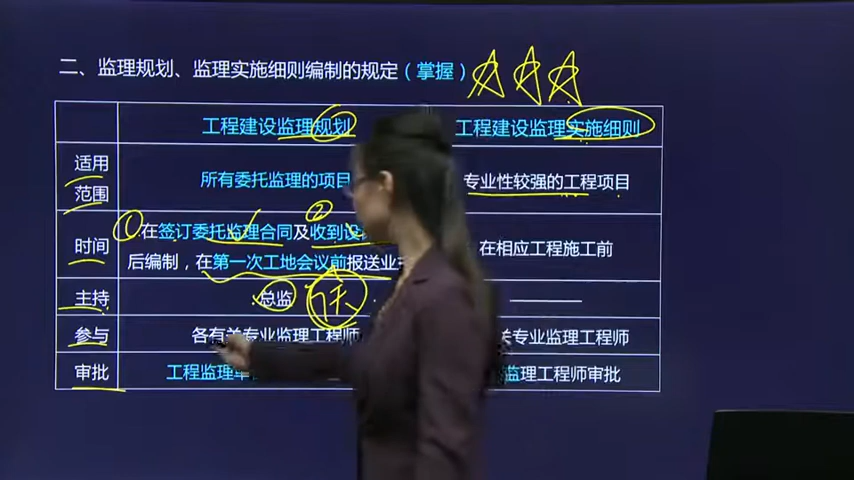 二、监理规划、监理实施细则编制的规定（掌握）
工程建设监理规划
工程建设监理实施细则
适用
范围
所有委托监理的项目
专业性较强的工程项目
时间
①在签订委托监理合同及②收到设
后编制，在第一次工地会议前报送业
在相应工程施工前
主持
总监
7天
参与
各有关专业监理工程师
专业监理工程师
审批
工程监理
监理工程师审批